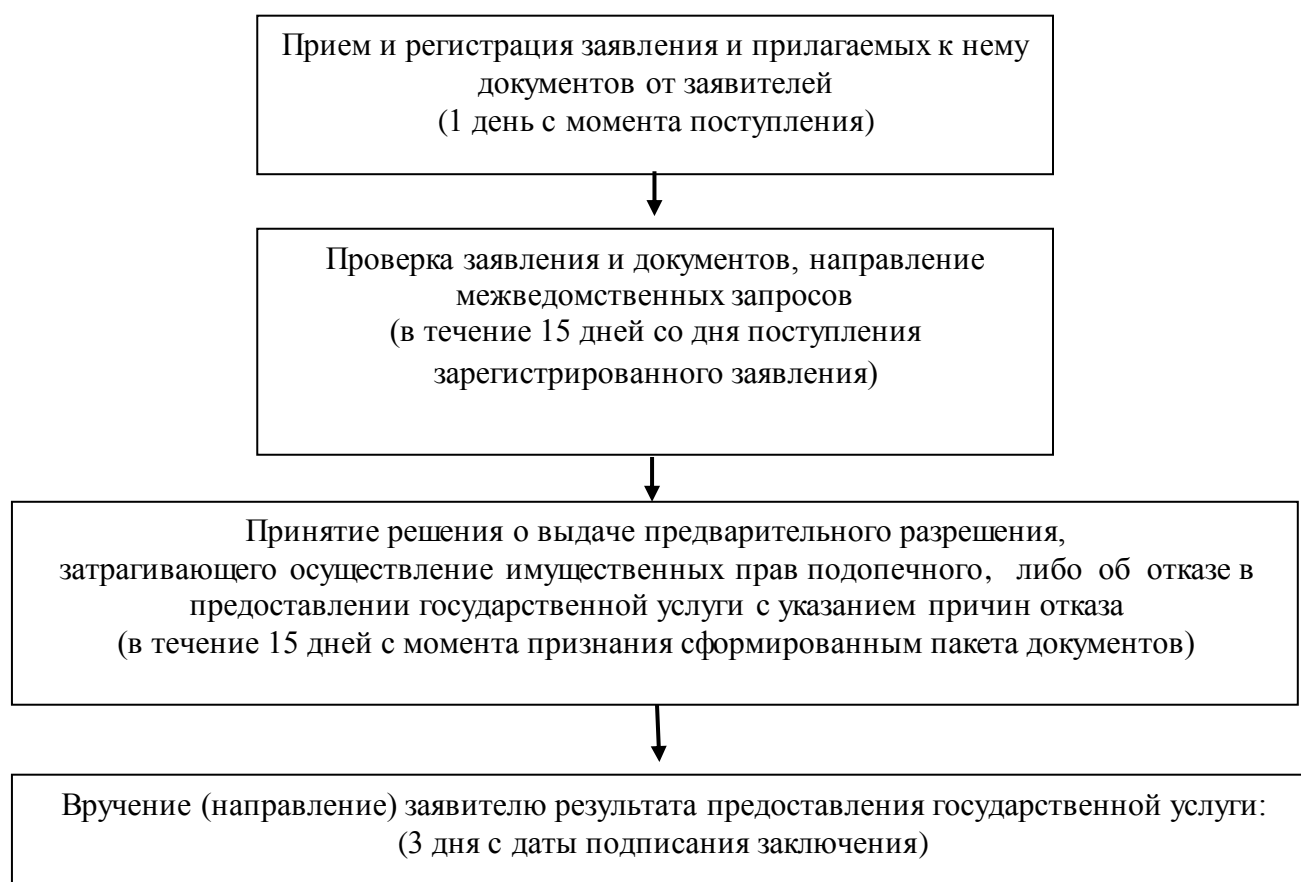 Прием и регистрация заявления и прилагаемых к нему
документов от заявителей
(1 день с момента поступления)
Проверка заявления и документов, направление
межведомственных запросов
(в течение 15 дней со дня поступления
зарегистрированного заявления)
Принятие решения о выдаче предварительного разрешения,
затрагивающего осуществление имущественных прав подопечного, либо об отказе в
предоставлении государственной услуги с указанием причин отказа
(в течение 15 дней с момента признания сформированным пакета документов)
Вручение (направление) заявителю результата предоставления государственной услуги:
(3 дня с даты подписания заключения)